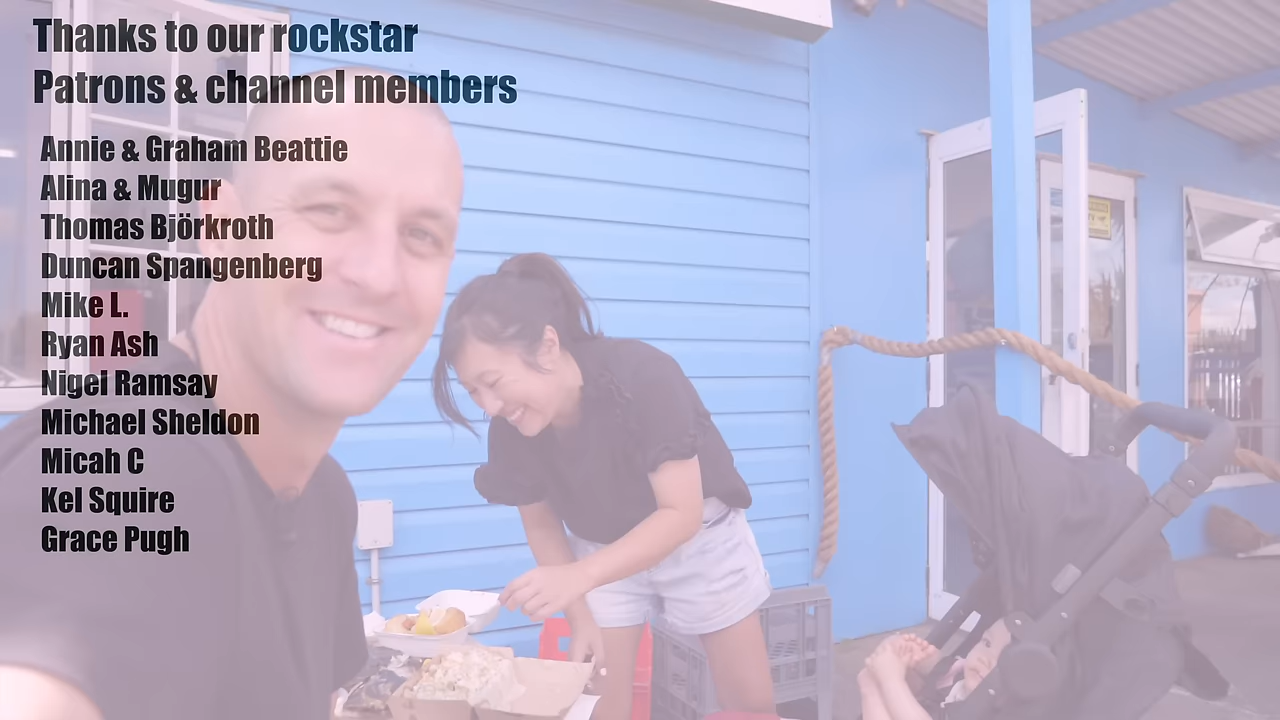 Thanks to our rockstar
Patrons & channel members
Annie & Graham Beattie
Alina & Mugur
Thomas Björkroth
Duncan Spangenberg
Mike L.
Ryan Ash
Nigel Ramsay
Michael Sheldon
Micah C
Kel Squire
Grace Pugh